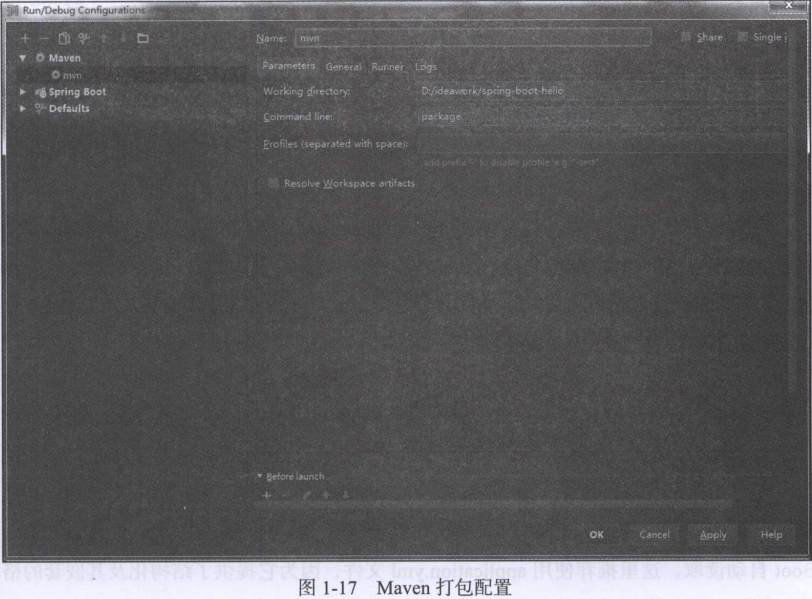 Run/Debug Configurations
Name: mvn
Share
Single
Maven
mvn
Spring Boot
Defaults
Parameters General Runner Logs
Working directory: D:/ideawork/spring-boot-hello
Command line: package
Profiles (separated with space):
add prefix '-' to disable profile, e.g. "-test"
Resolve Workspace artifacts
Before launch
OK Cancel Apply Help
图 1-17 Maven 打包配置